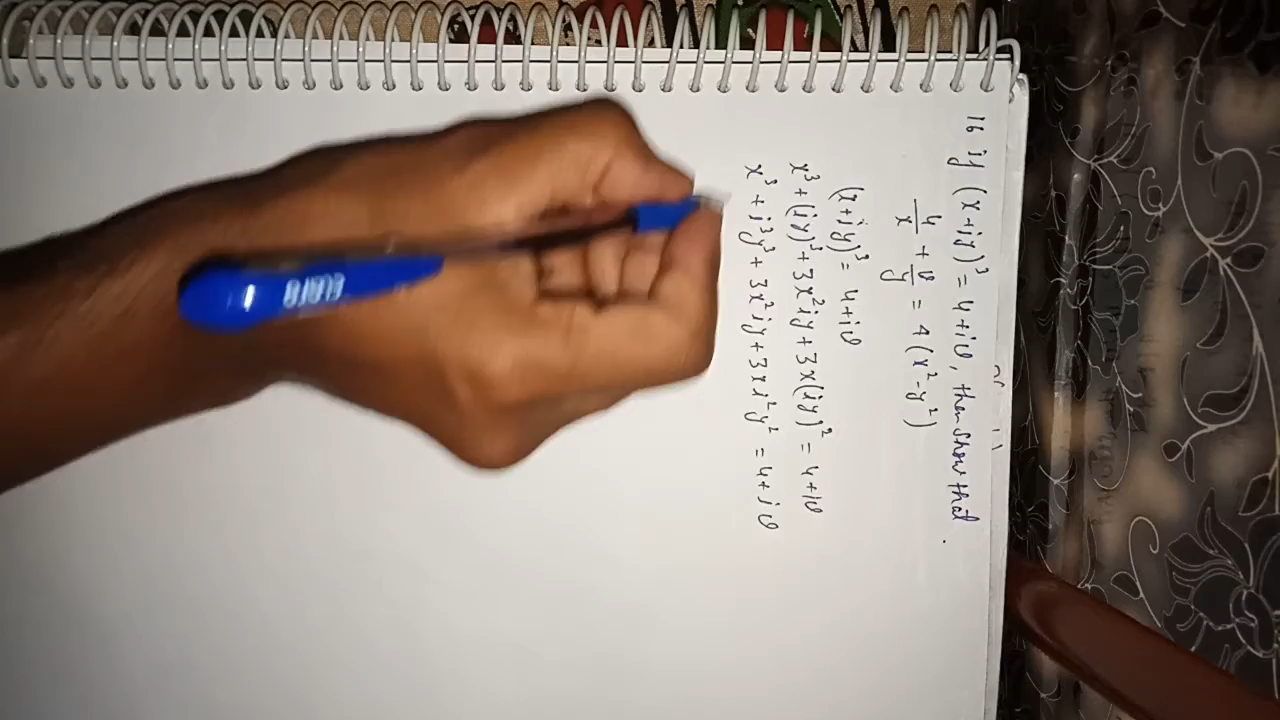 16 if (x+iy)³ = u+iv, then show that.
u/x + v/y = 4(x²-y²)
(x+iy)³ = u+iv
x³+(iy)³+3x²iy+3x(iy)² = u+iv
x³+i³y³+3x²iy+3xi²y² = u+iv